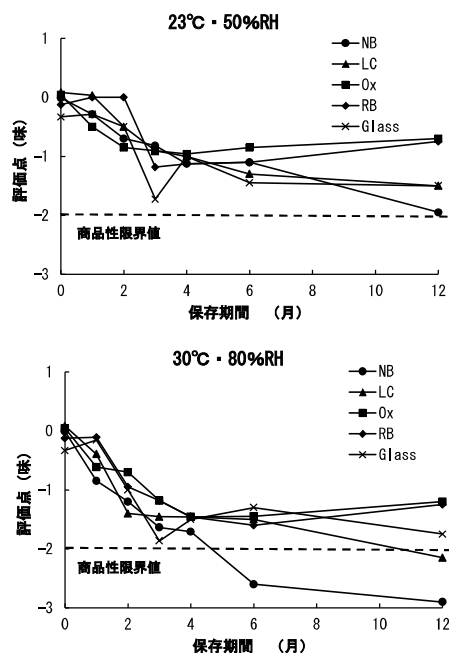 23℃・50%RH
NB
LC
Ox
RB
Glass
1
0
−1
−2
−3
評価点（味）
商品性限界値
0
2
4
6
8
10
12
保存期間　（月）
30℃・80%RH
NB
LC
Ox
RB
Glass
1
0
−1
−2
−3
評価点（味）
商品性限界値
0
2
4
6
8
10
12
保存期間　（月）